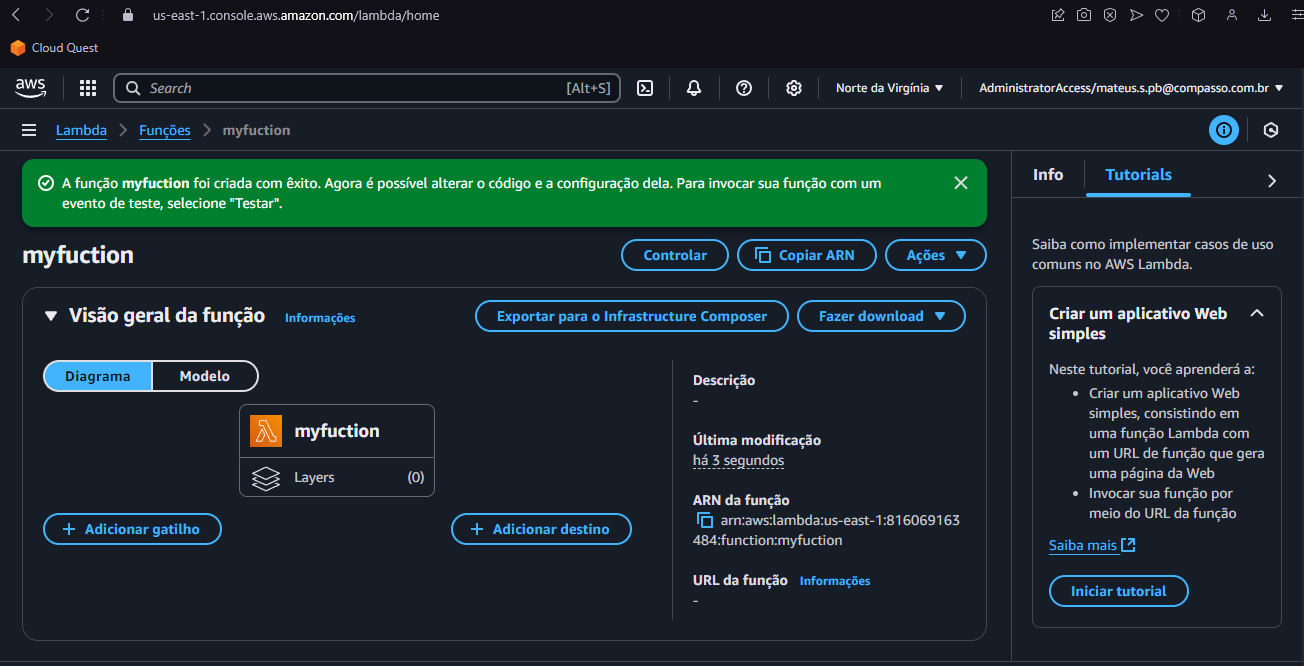 us-east-1.console.aws.amazon.com/lambda/home
Cloud Quest
aws
Search
[Alt+S]
Norte da Virgínia
AdministratorAccess/mateus.s.pb@compasso.com.br
Lambda
Funções
myfuction
A função myfuction foi criada com êxito. Agora é possível alterar o código e a configuração dela. Para invocar sua função com um
evento de teste, selecione "Testar".
myfuction
Controlar
Copiar ARN
Ações
Visão geral da função
Informações
Exportar para o Infrastructure Composer
Fazer download
Diagrama
Modelo
myfuction
Layers
(0)
Adicionar gatilho
Adicionar destino
Descrição
-
Última modificação
há 3 segundos
ARN da função
arn:aws:lambda:us-east-1:816069163
484:function:myfuction
URL da função
Informações
-
Info
Tutorials
Saiba como implementar casos de uso
comuns no AWS Lambda.
Criar um aplicativo Web
simples
Neste tutorial, você aprenderá a:
Criar um aplicativo Web
simples, consistindo em
uma função Lambda com
um URL de função que gera
uma página da Web
Invocar sua função por
meio do URL da função
Saiba mais
Iniciar tutorial